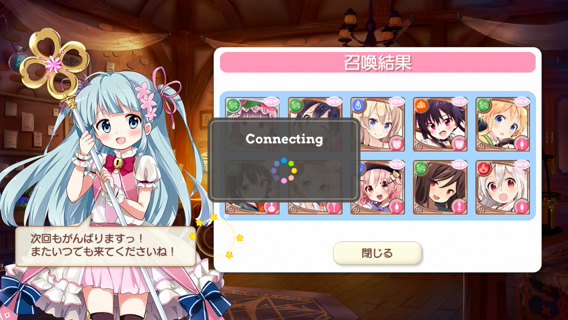 召喚結果
Connecting
次回もがんばりますっ！
またいつでも来てくださいね！
閉じる